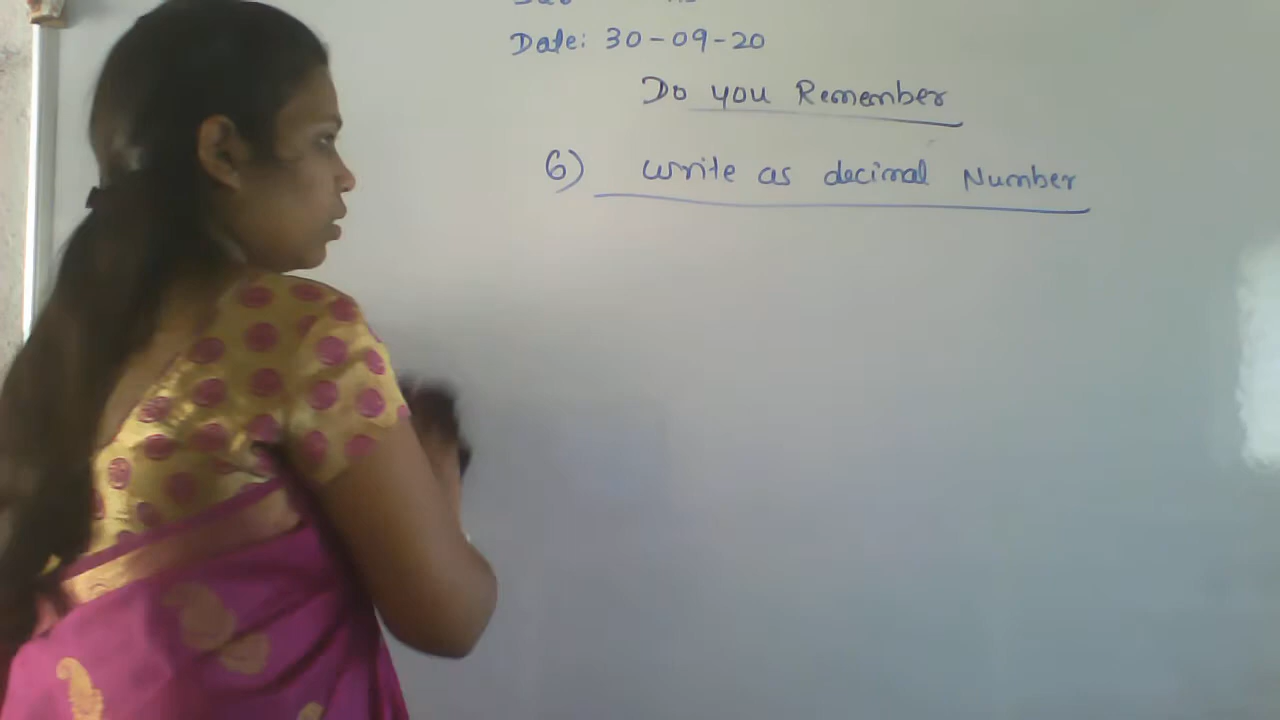 Date: 30-09-20
Do you Remember
6) write as decimal Number